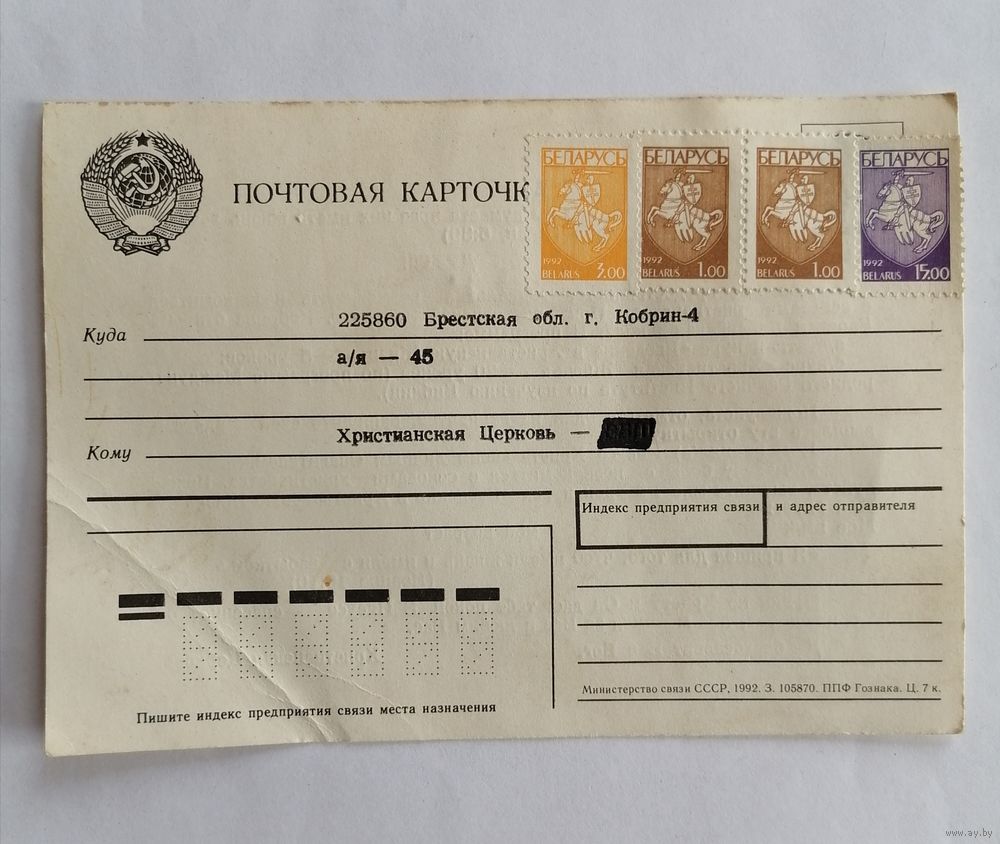 ПОЧТОВАЯ КАРТОЧК
БЕЛАРУСЬ
1992
3.00
BELARUS
БЕЛАРУСЬ
1992
1.00
BELARUS
БЕЛАРУСЬ
1992
1.00
BELARUS
БЕЛАРУСЬ
1992
15.00
BELARUS
Куда 225860 Брестская обл. г. Кобрин-4
а/я — 45
Кому Христианская Церковь —
Индекс предприятия связи и адрес отправителя
Министерство связи СССР, 1992. З. 105870. ППФ Гознака. Ц. 7 к.
Пишите индекс предприятия связи места назначения
www.ay.by